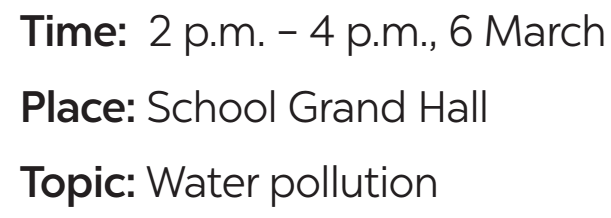 Time: 2 p.m. – 4 p.m., 6 March
Place: School Grand Hall
Topic: Water pollution